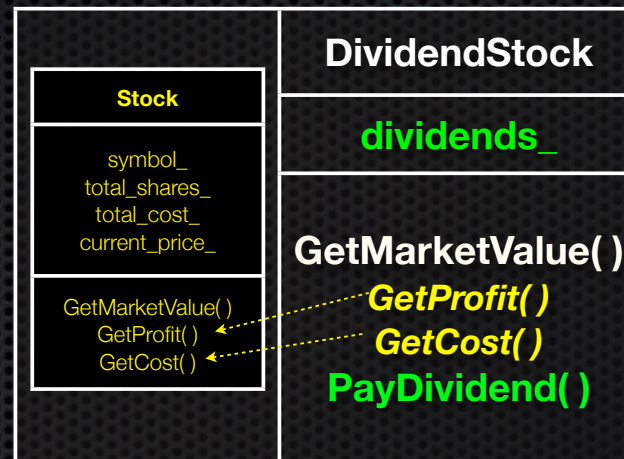 Stock
symbol_
total_shares_
total_cost_
current_price_
GetMarketValue( )
GetProfit( )
GetCost( )
DividendStock
dividends_
GetMarketValue( )
GetProfit( )
GetCost( )
PayDividend( )